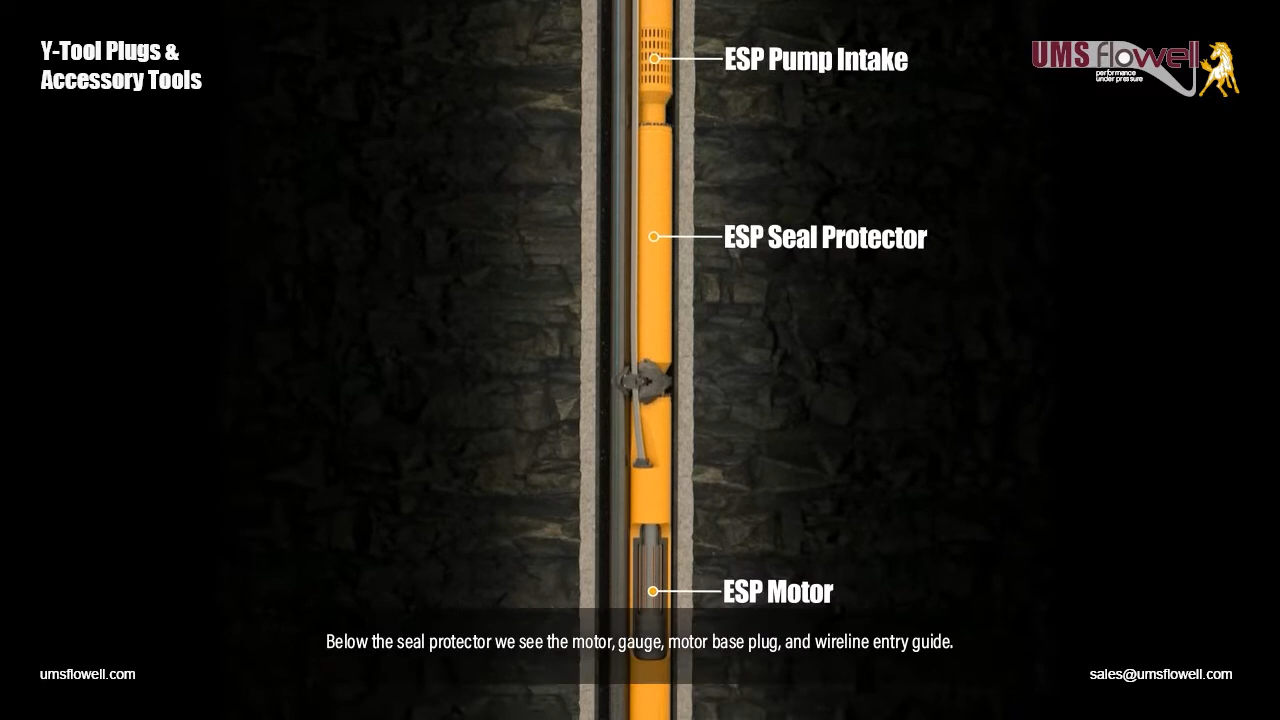 Y-Tool Plugs &
Accessory Tools
ESP Pump Intake
UMS flowell
performance
under pressure
ESP Seal Protector
ESP Motor
Below the seal protector we see the motor, gauge, motor base plug, and wireline entry guide.
umsflowell.com
sales@umsflowell.com